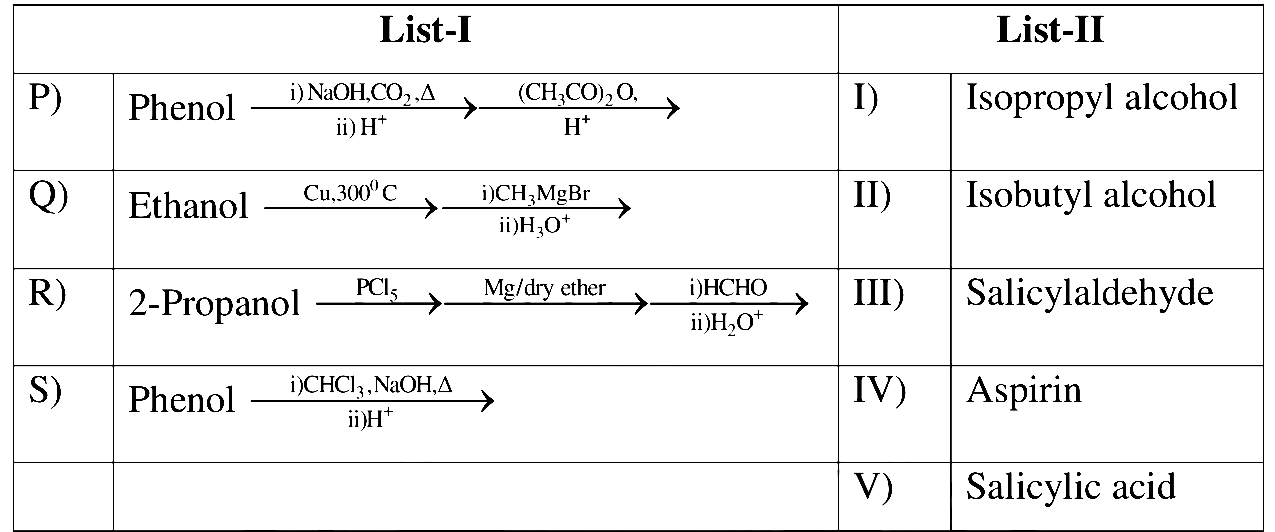 List-I List-II
P) Phenol i) NaOH,CO₂,Δ ii) H⁺ (CH₃CO)₂O, H⁺ I) Isopropyl alcohol
Q) Ethanol Cu,300⁰ C i)CH₃MgBr ii)H₃O⁺ II) Isobutyl alcohol
R) 2-Propanol PCl₅ Mg/dry ether i)HCHO ii)H₂O⁺ III) Salicylaldehyde
S) Phenol i)CHCl₃,NaOH,Δ ii)H⁺ IV) Aspirin
V) Salicylic acid